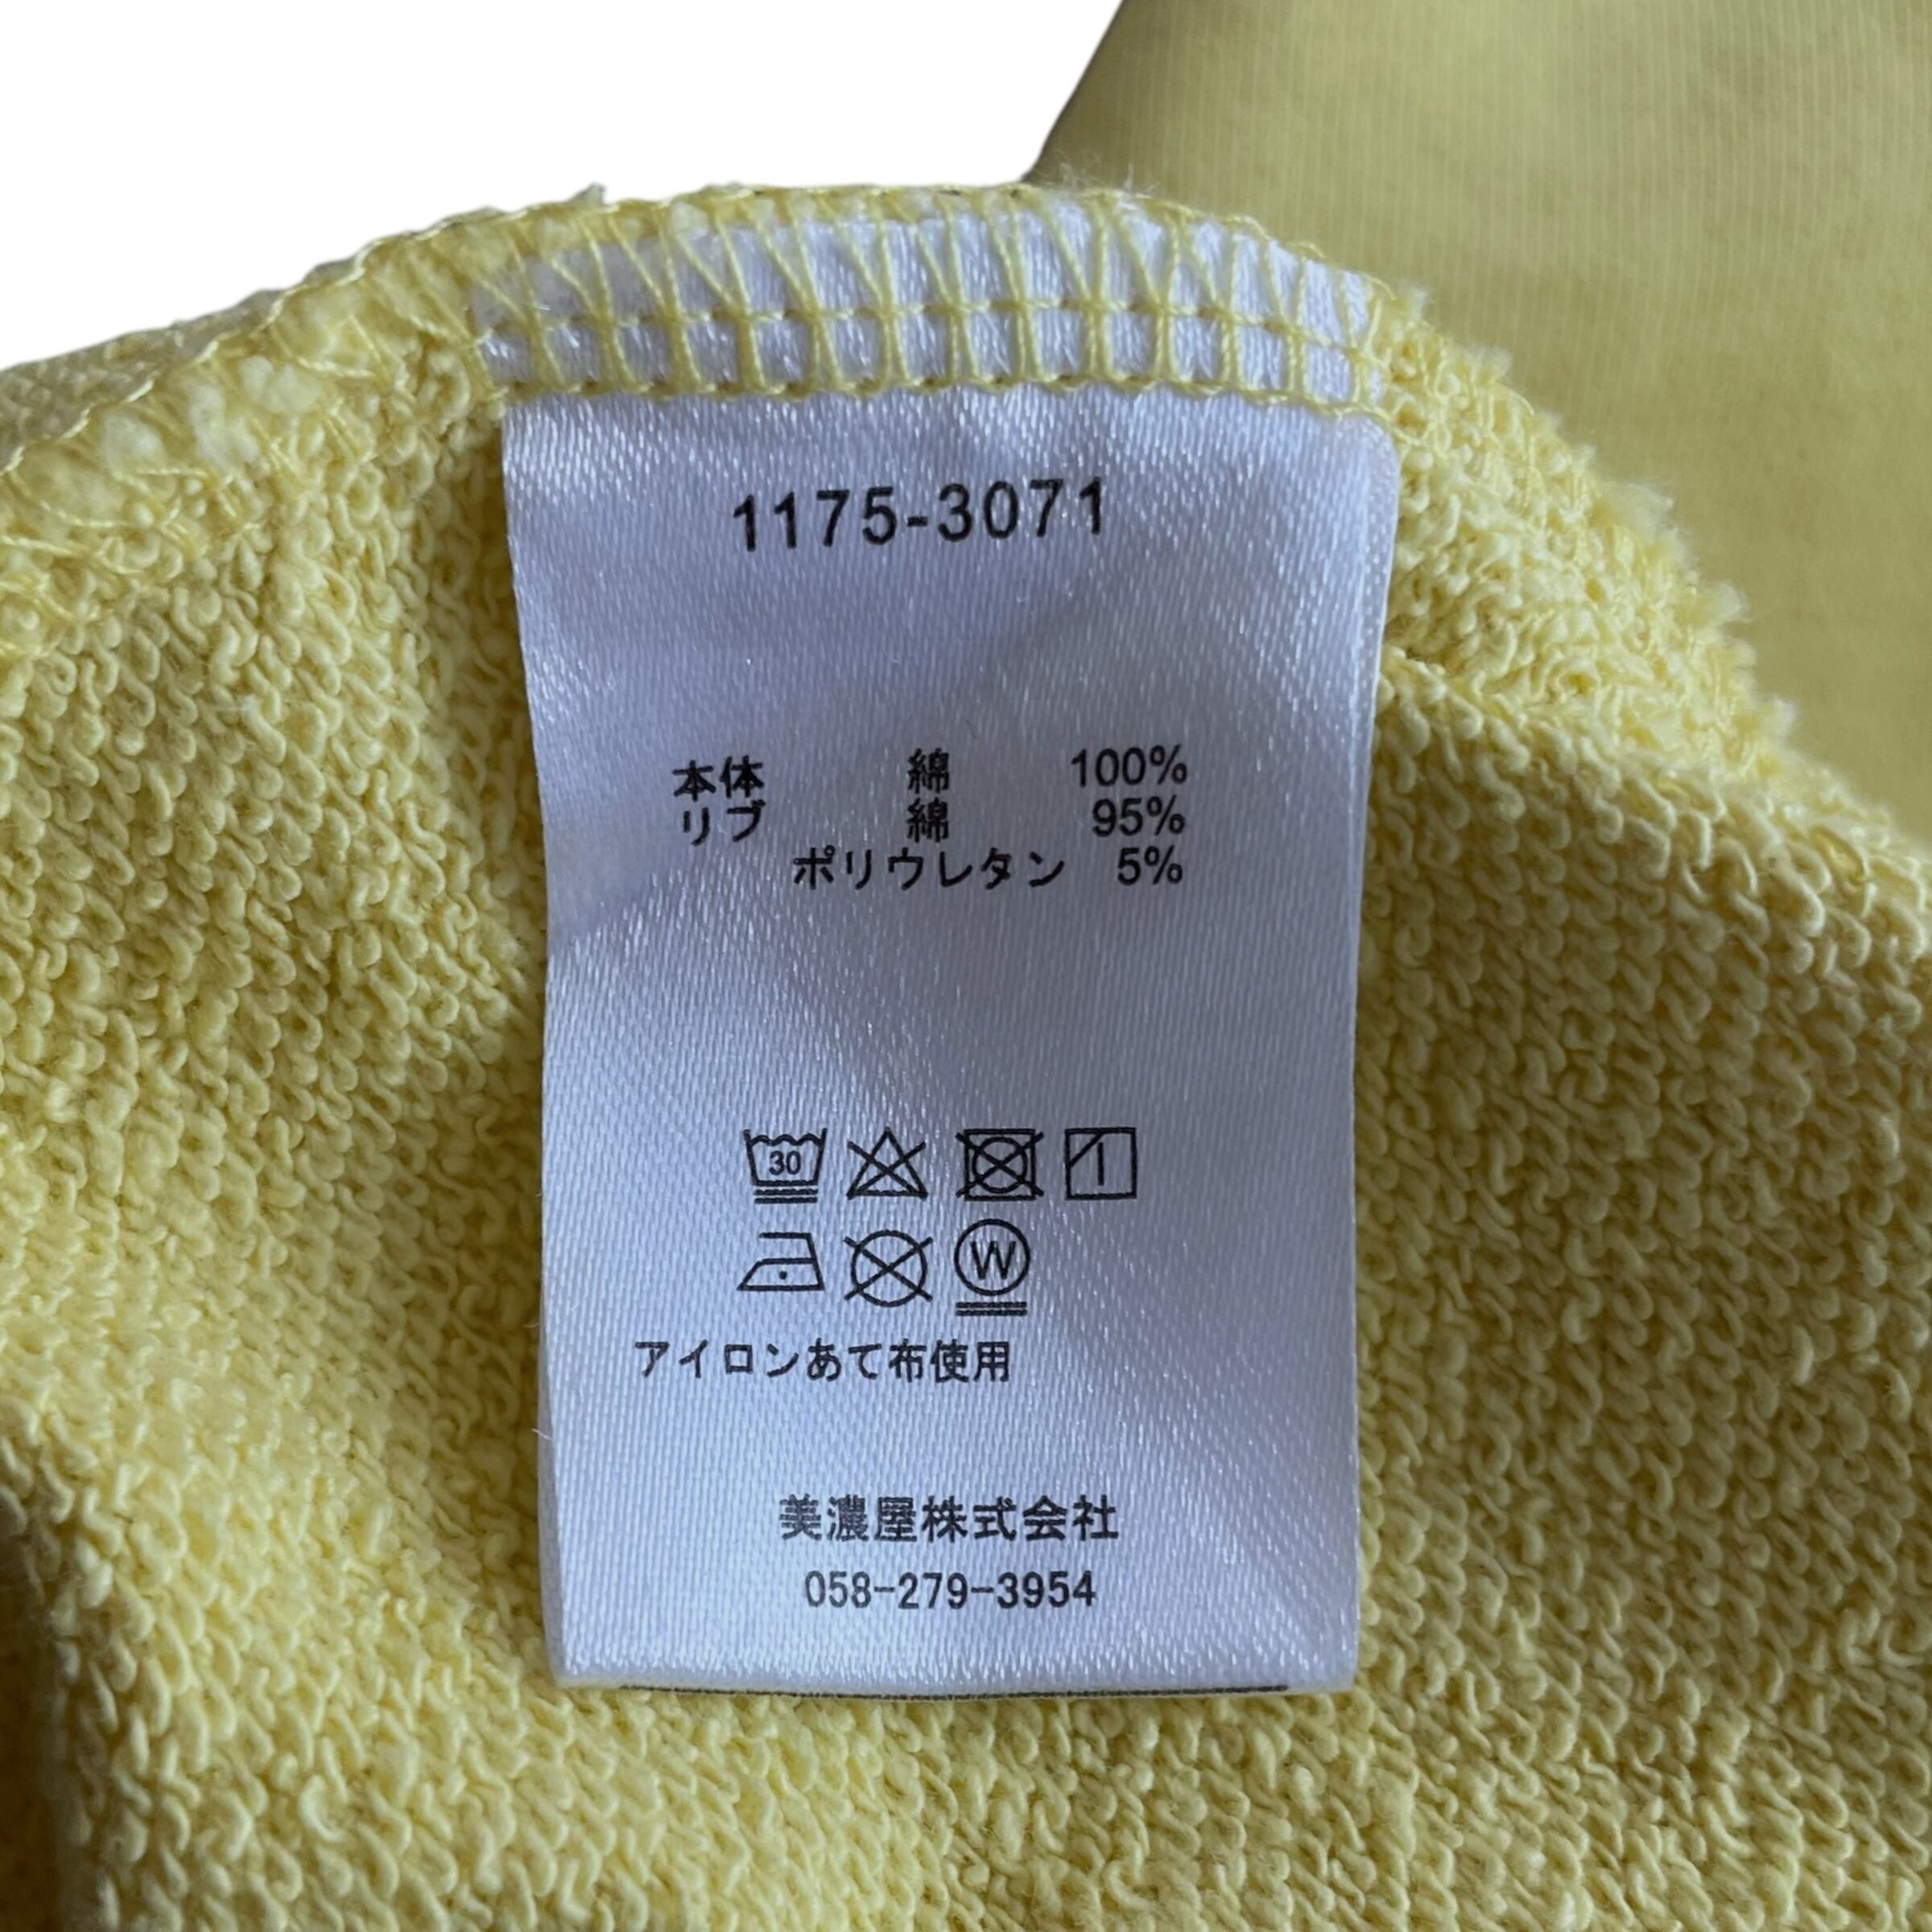 1175-3071
本体 綿 100%
リブ 綿 95%
ポリウレタン 5%
30
W
アイロンあて布使用
美濃屋株式会社
058-279-3954